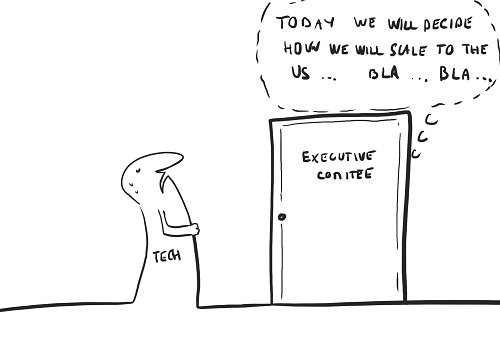 TODAY WE WILL DECIDE
HOW WE WILL SCALE TO THE
US ... BLA ... BLA ...
EXECUTIVE
COMITEE
TECH